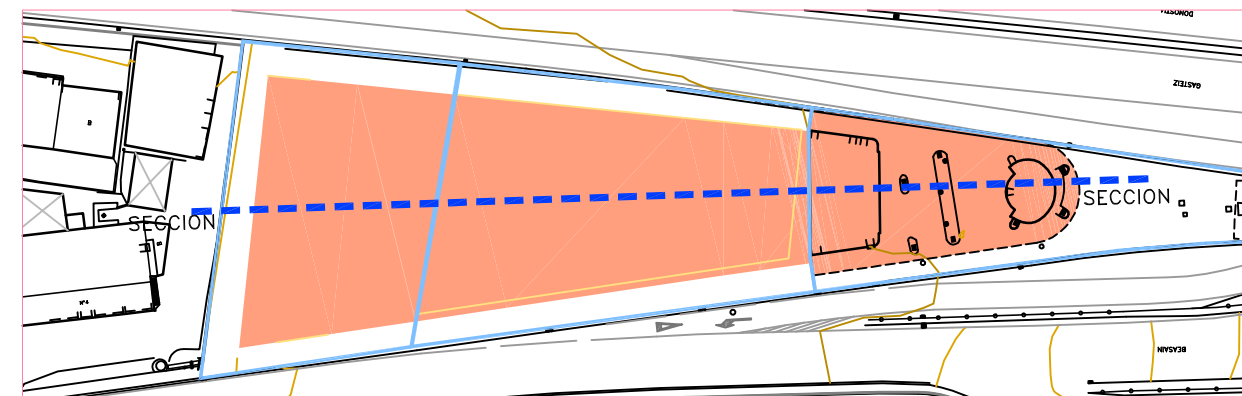 DONOSTIA
GASTEIZ
SECCION
SECCION
BEASAIN